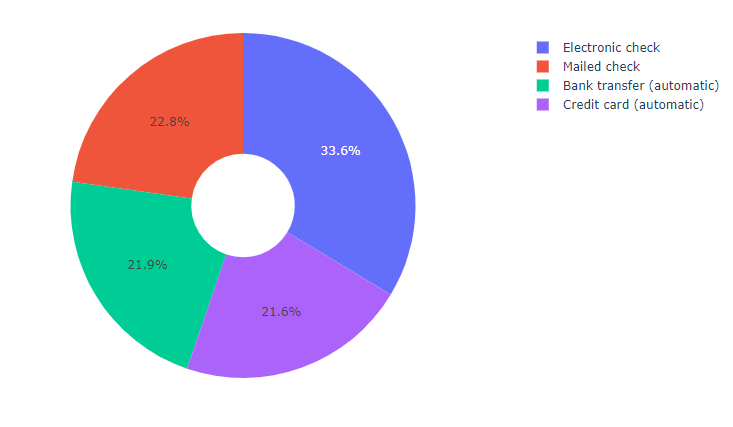 Electronic check
Mailed check
Bank transfer (automatic)
Credit card (automatic)
22.8%
33.6%
21.9%
21.6%